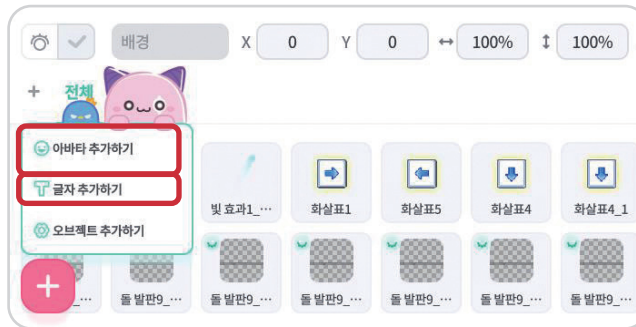 배경 X 0 Y 0 ↔ 100% ↕ 100%
+ 전체
아바타 추가하기
글자 추가하기
오브젝트 추가하기
빛 효과1_… 화살표1 화살표5 화살표4 화살표4_1
+ _… 돌 발판9_… 돌 발판9_… 돌 발판9_… 돌 발판9_… 돌 발판9_… 돌 발판9_…